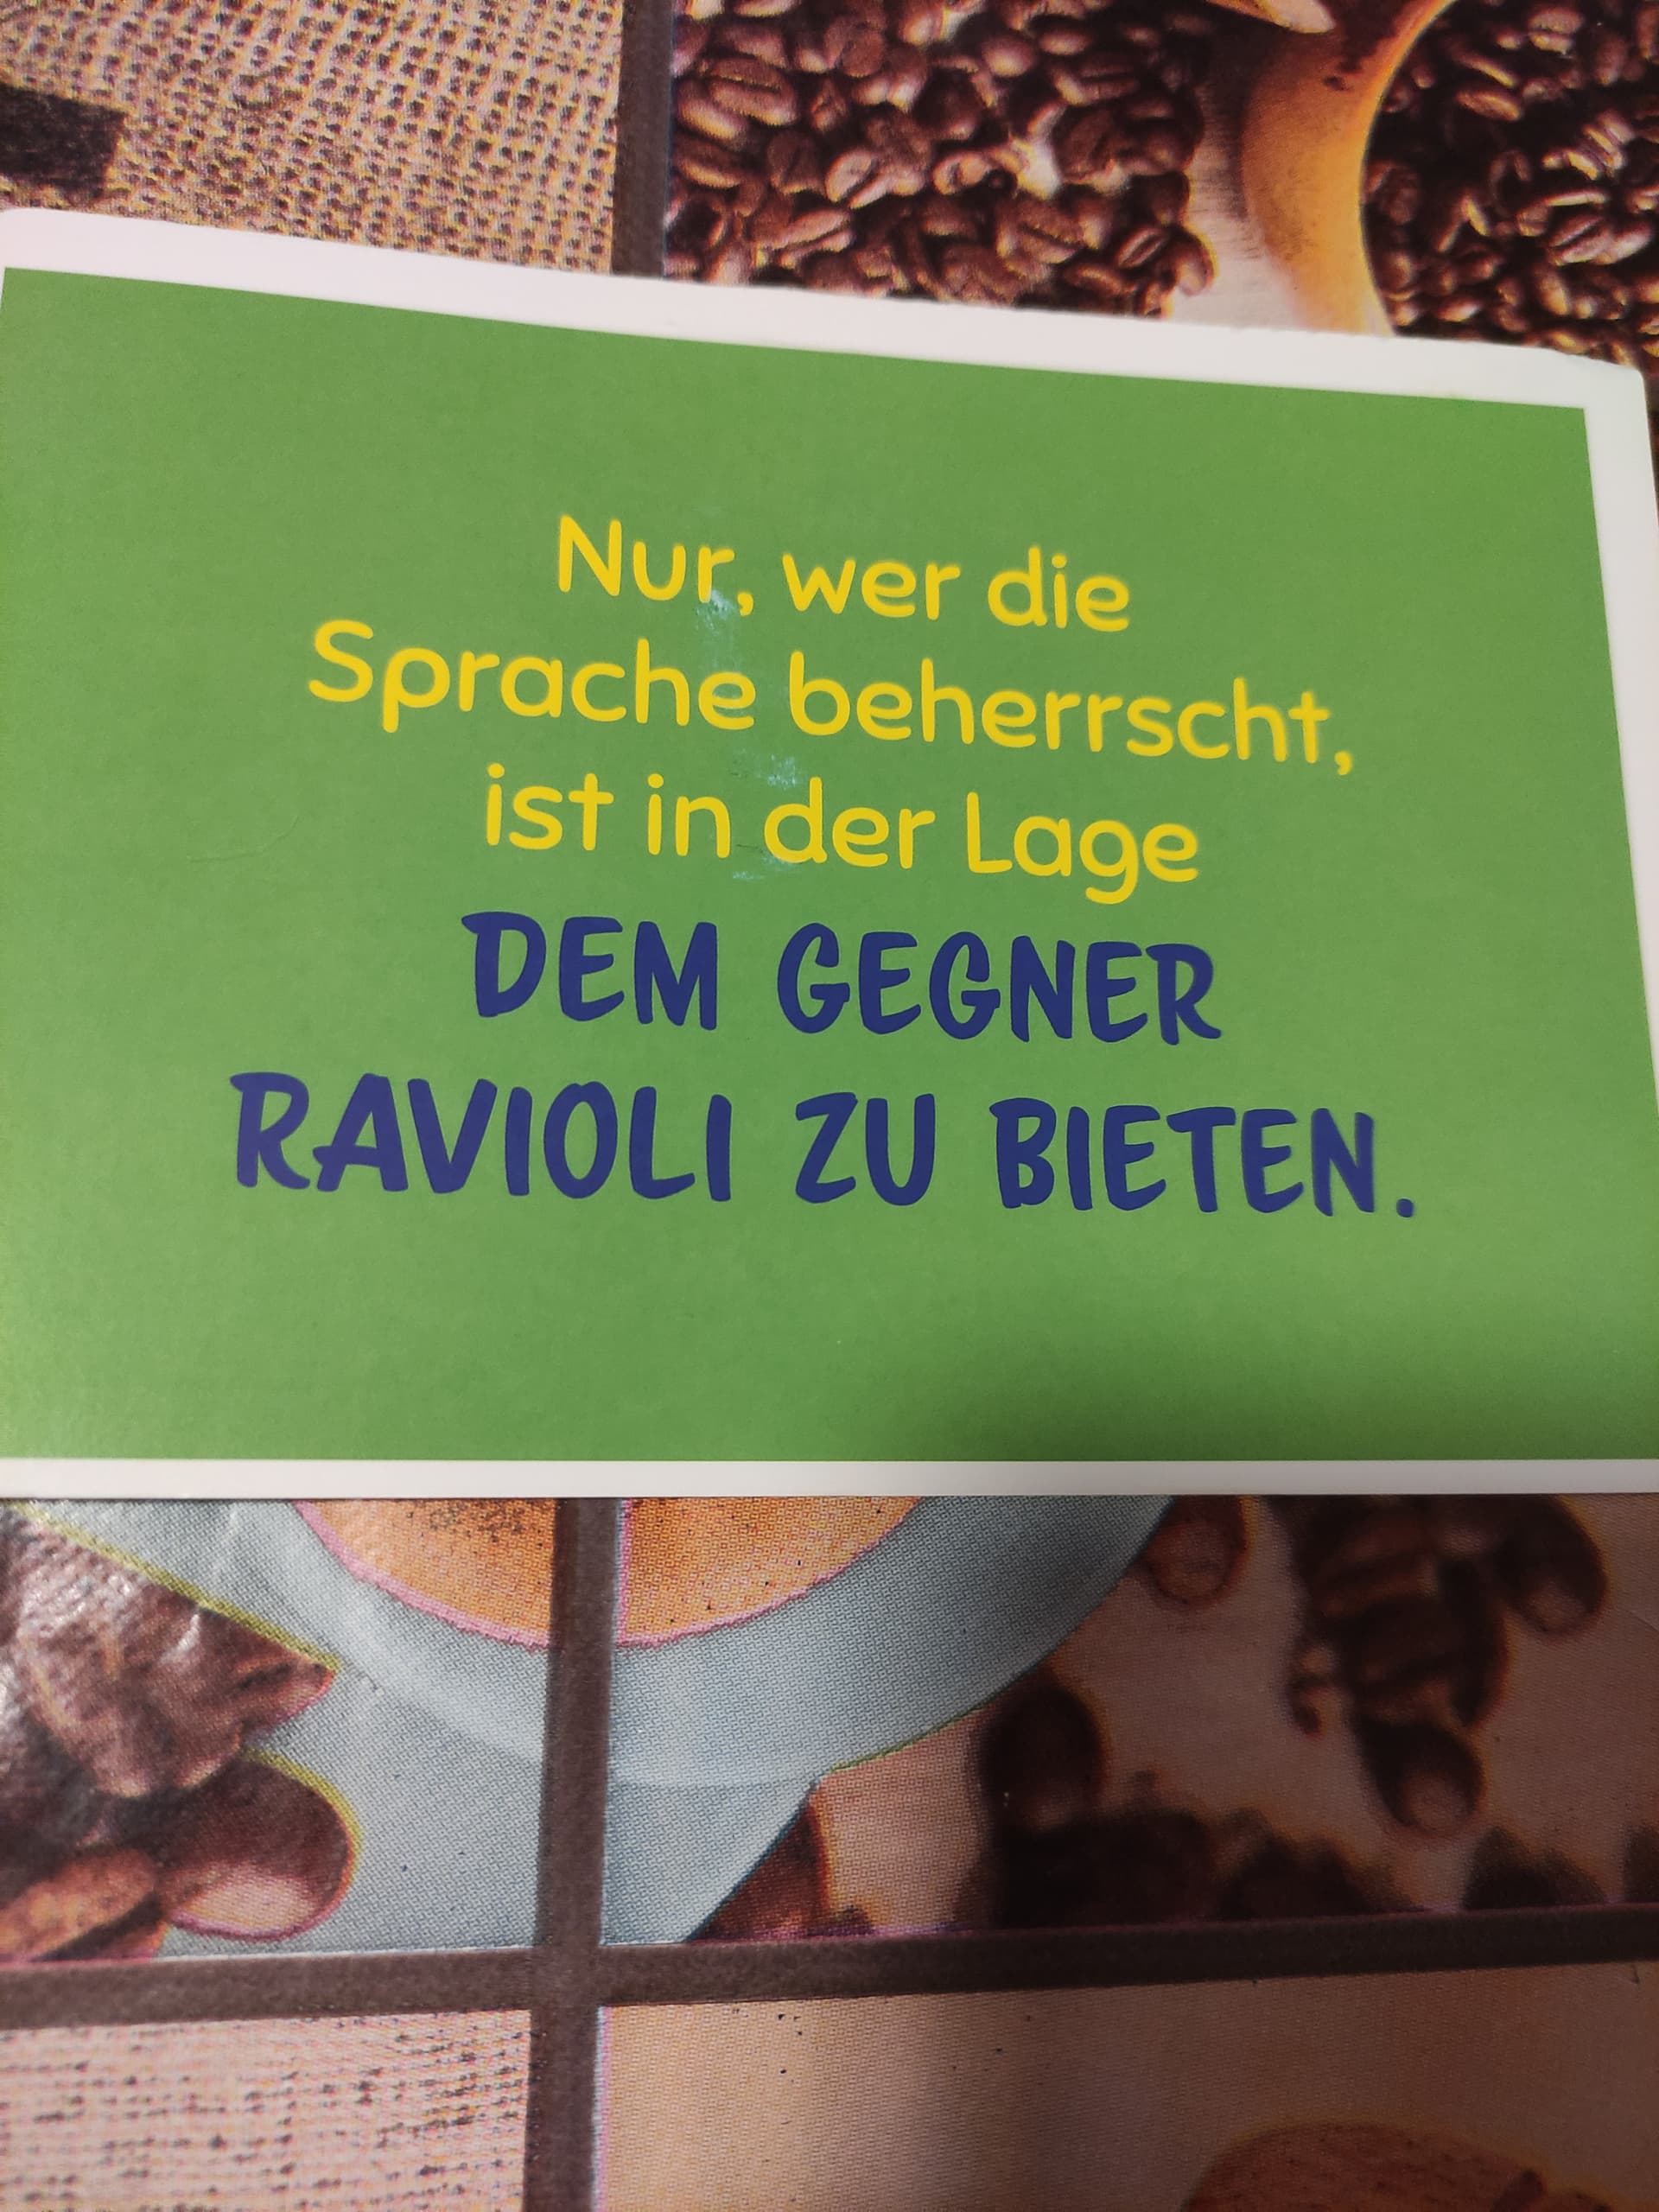 Nur, wer die
Sprache beherrscht,
ist in der Lage
DEM GEGNER
RAVIOLI ZU BIETEN.